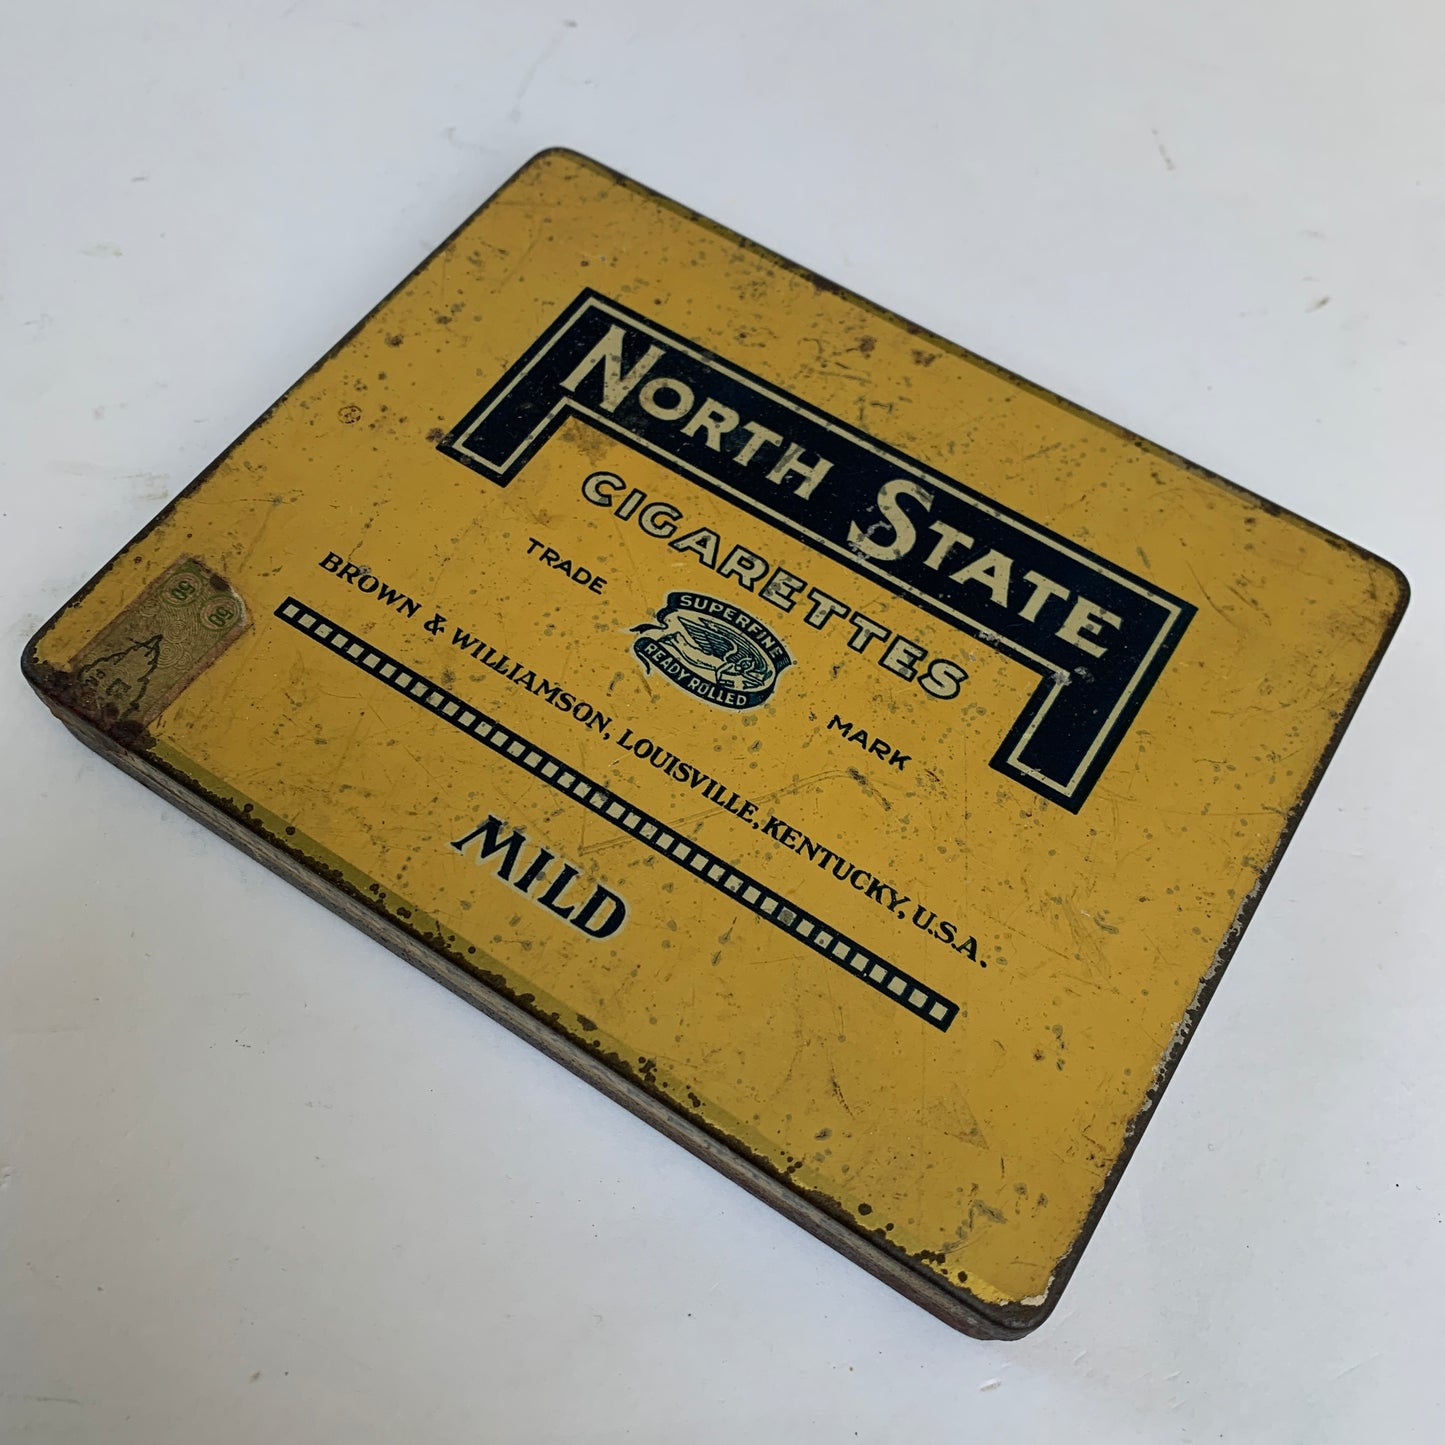 NORTH STATE
CIGARETTES
TRADE MARK
SUPERFINE
READY ROLLED
BROWN & WILLIAMSON, LOUISVILLE, KENTUCKY, U.S.A.
MILD